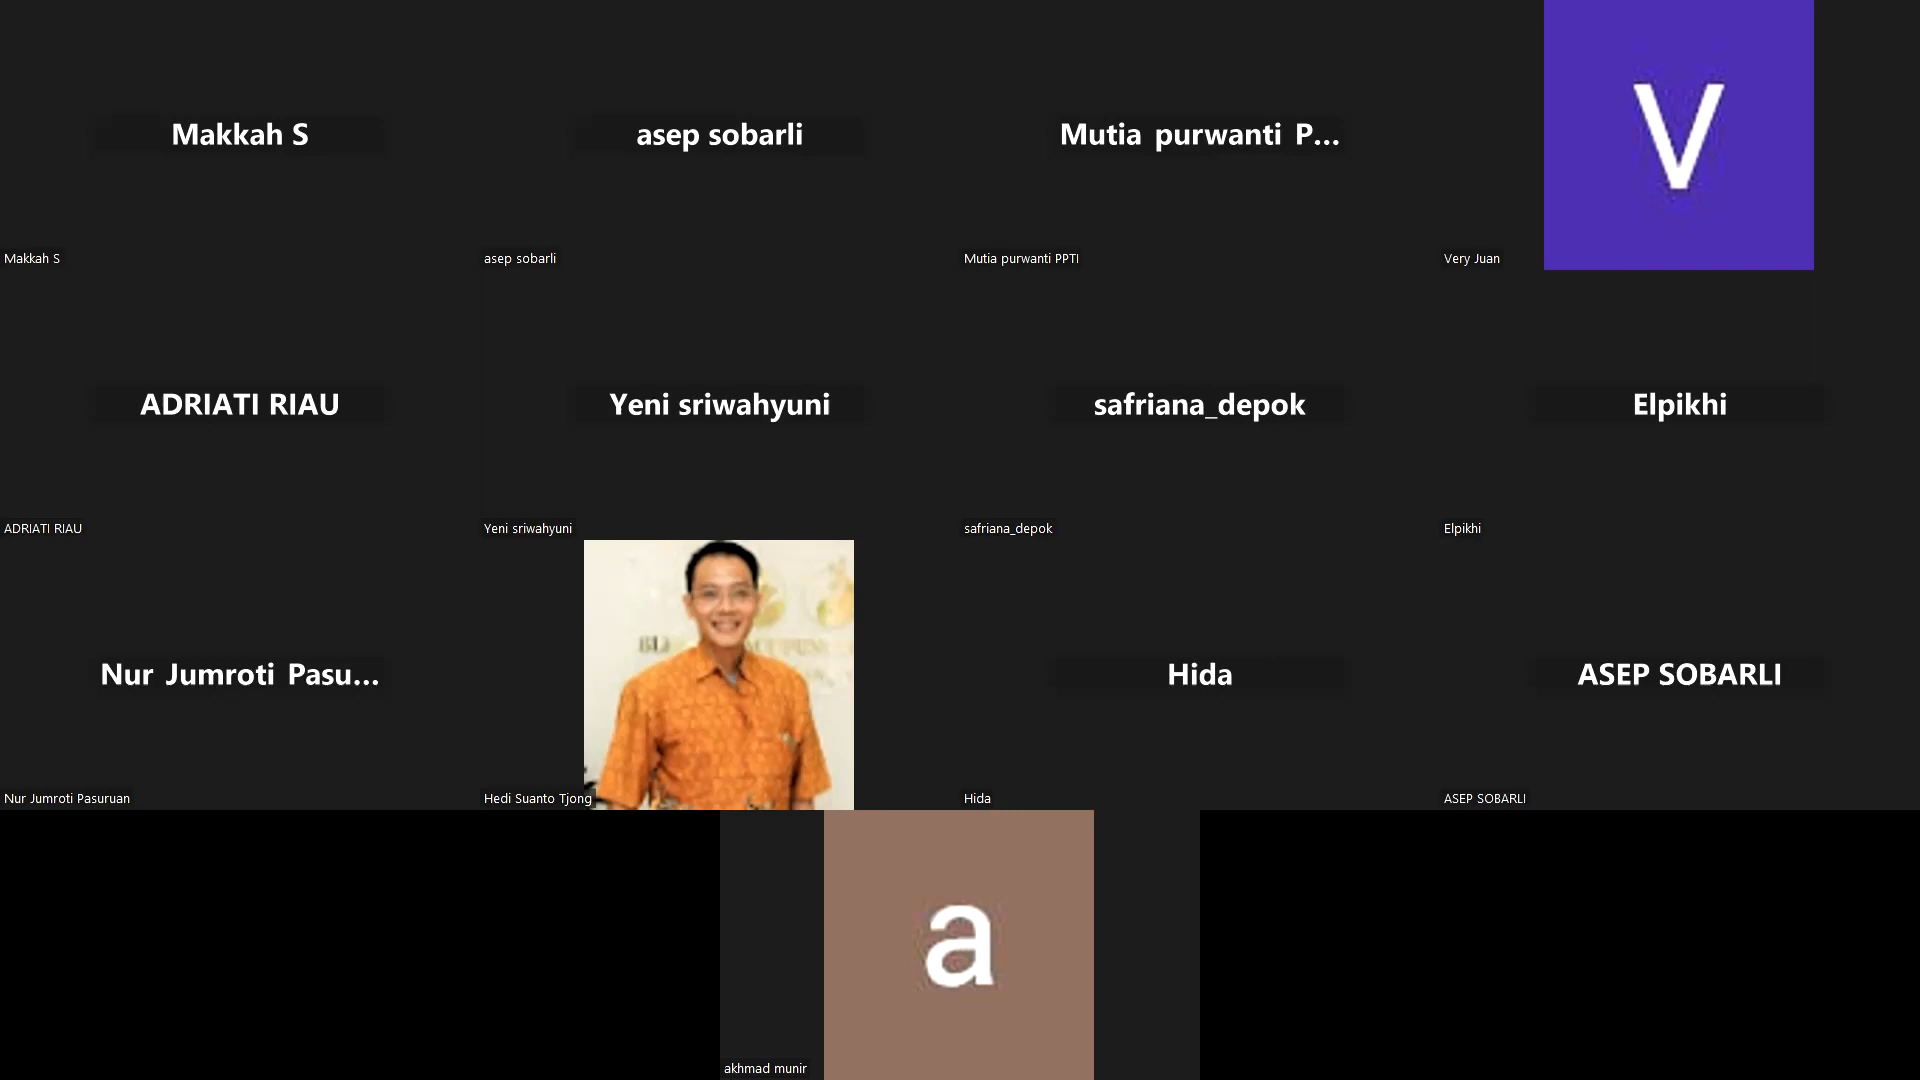 Makkah S
Makkah S
asep sobarli
asep sobarli
Mutia purwanti P...
Mutia purwanti PPTI
V
Very Juan
ADRIATI RIAU
ADRIATI RIAU
Yeni sriwahyuni
Yeni sriwahyuni
safriana_depok
safriana_depok
Elpikhi
Elpikhi
Nur Jumroti Pasu...
Nur Jumroti Pasuruan
Hedi Suanto Tjong
Hida
Hida
ASEP SOBARLI
ASEP SOBARLI
a
akhmad munir